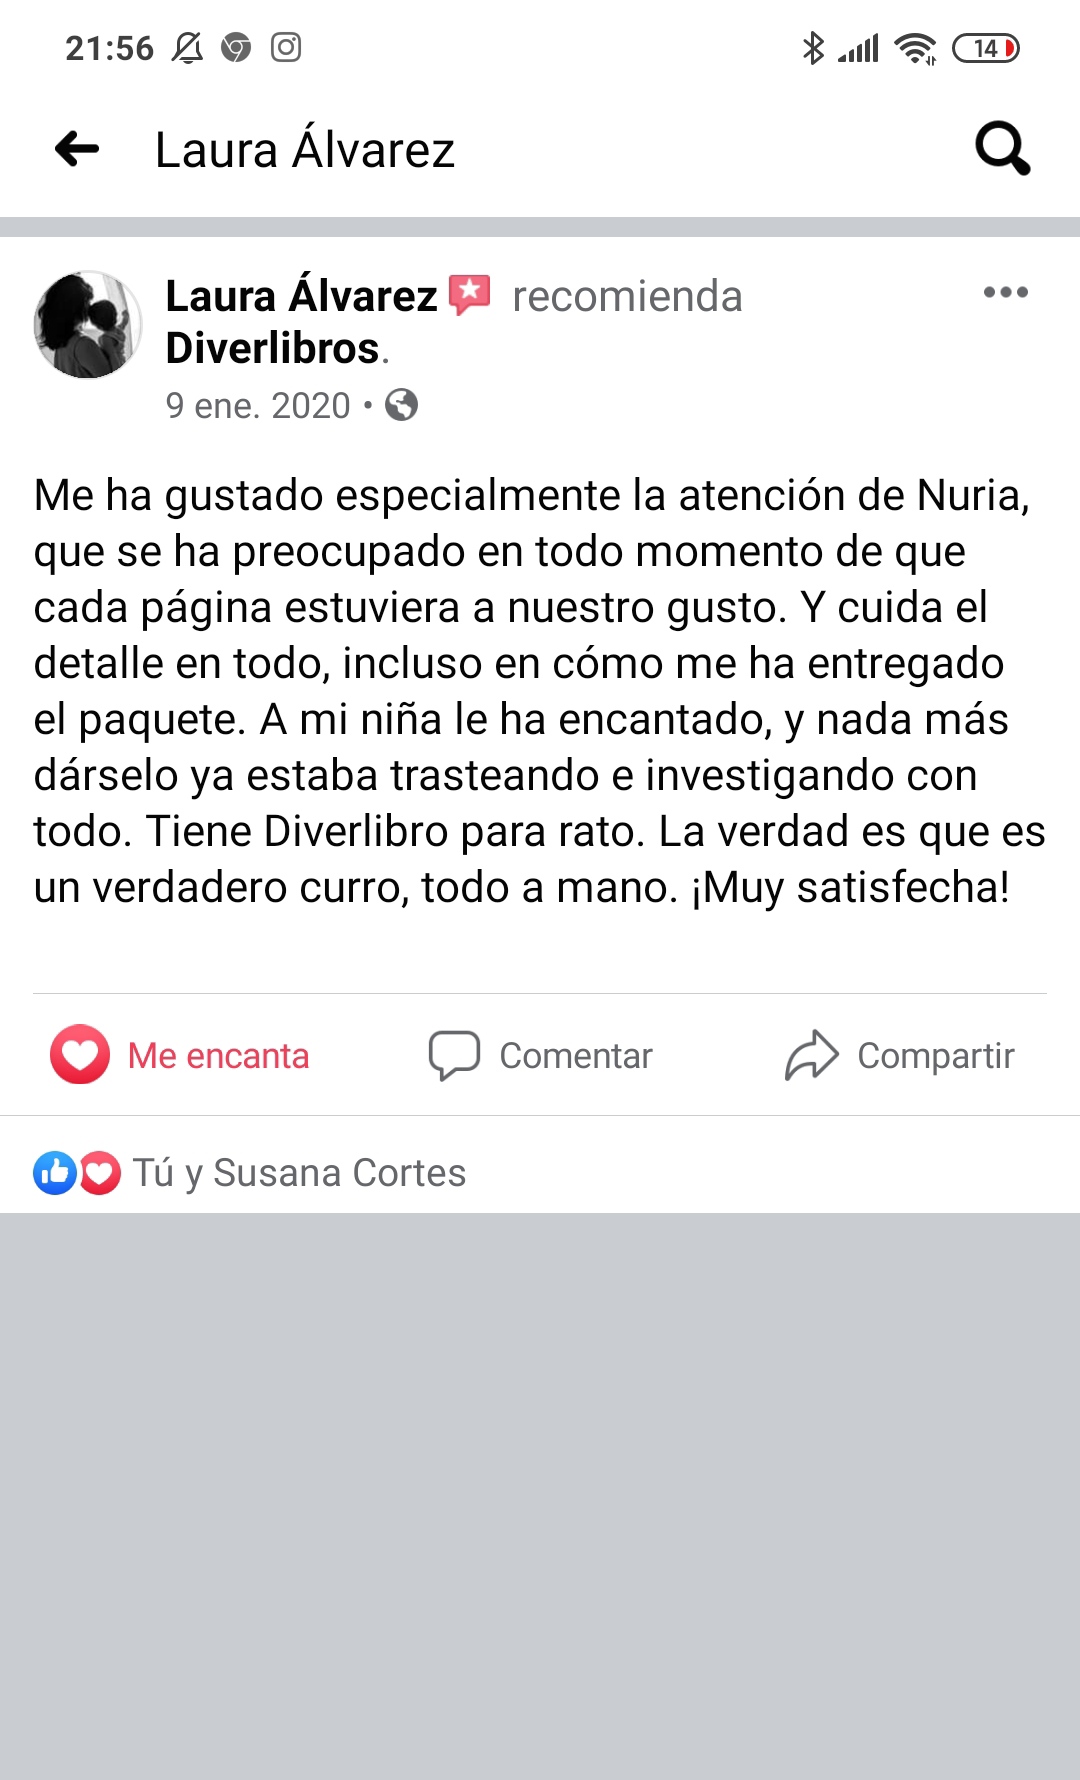 21:56
14
Laura Álvarez
Laura Álvarez recomienda
Diverlibros.
9 ene. 2020 •
Me ha gustado especialmente la atención de Nuria,
que se ha preocupado en todo momento de que
cada página estuviera a nuestro gusto. Y cuida el
detalle en todo, incluso en cómo me ha entregado
el paquete. A mi niña le ha encantado, y nada más
dárselo ya estaba trasteando e investigando con
todo. Tiene Diverlibro para rato. La verdad es que es
un verdadero curro, todo a mano. ¡Muy satisfecha!
Me encanta
Comentar
Compartir
Tú y Susana Cortes